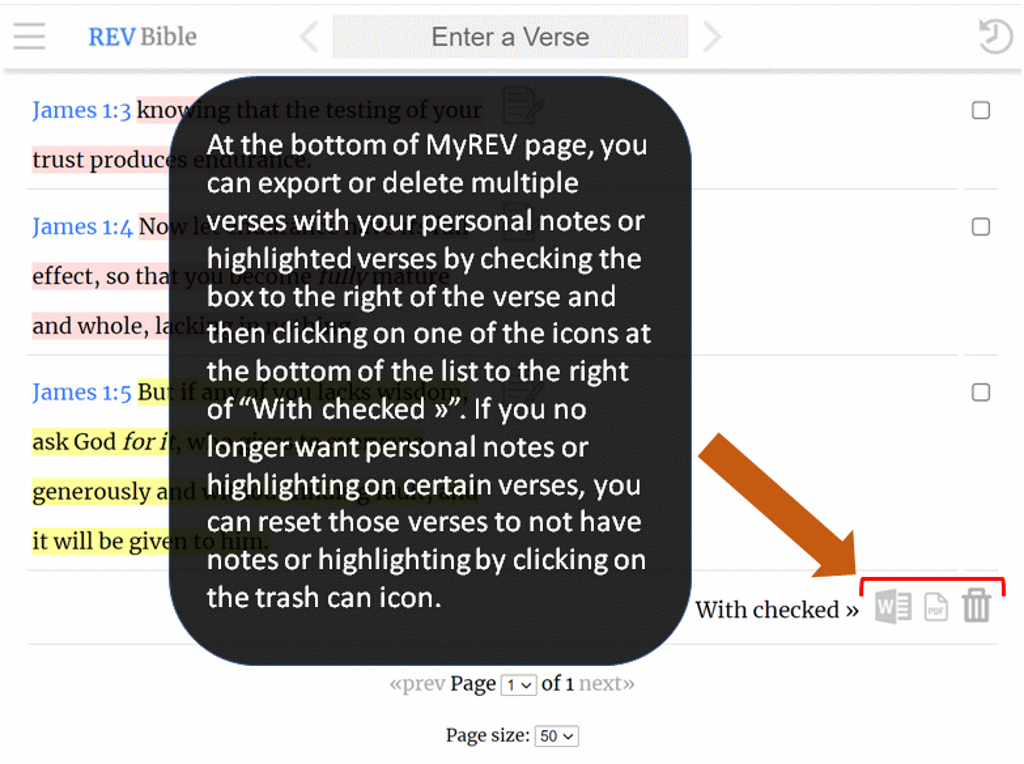 REV Bible
Enter a Verse
James 1:3 knowing that the testing of your
trust produces endurance.
James 1:4 Now let
effect, so that you become fully mature
and whole, lacking in
James 1:5 But if any of you lacks wisdom,
ask God for it,
generously and
it will be given to him.
At the bottom of MyREV page, you
can export or delete multiple
verses with your personal notes or
highlighted verses by checking the
box to the right of the verse and
then clicking on one of the icons at
the bottom of the list to the right
of “With checked »”. If you no
longer want personal notes or
highlighting on certain verses, you
can reset those verses to not have
notes or highlighting by clicking on
the trash can icon.
With checked » W PDF
«prev Page 1 of 1 next»
Page size: 50